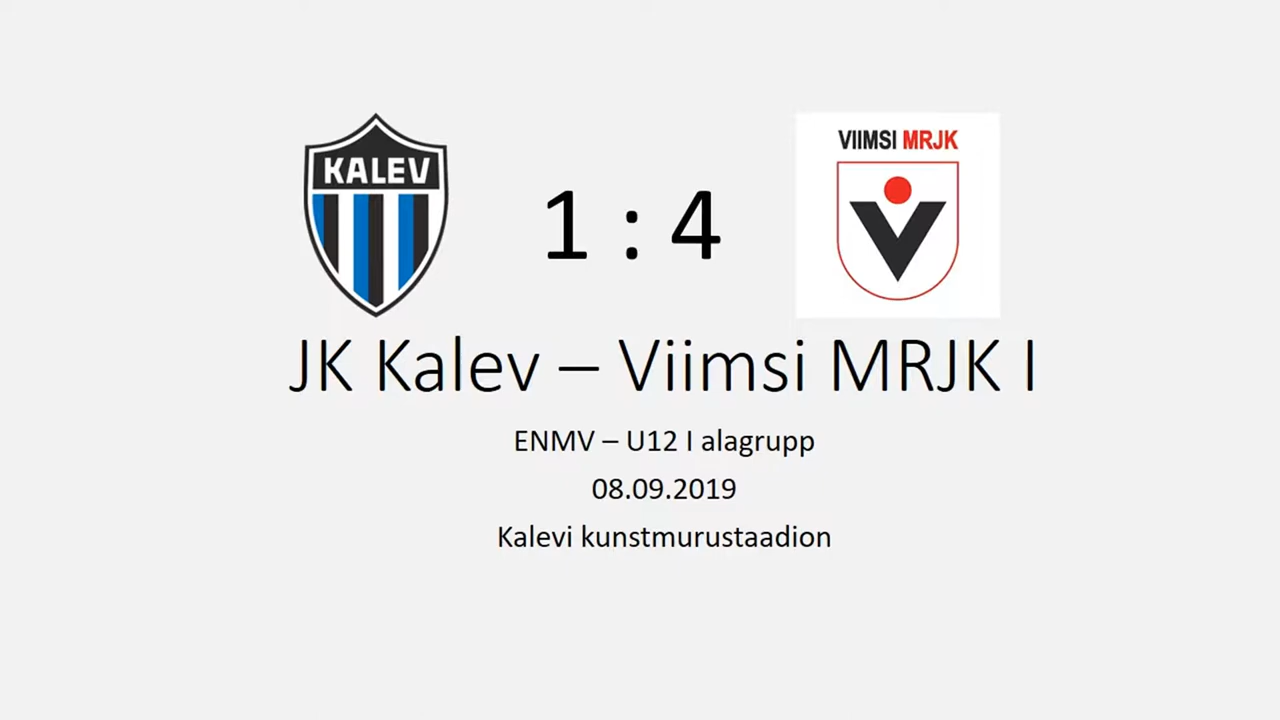 KALEV
VIIMSI MRJK
1 : 4
JK Kalev – Viimsi MRJK I
ENMV – U12 I alagrupp
08.09.2019
Kalevi kunstmurustaadion